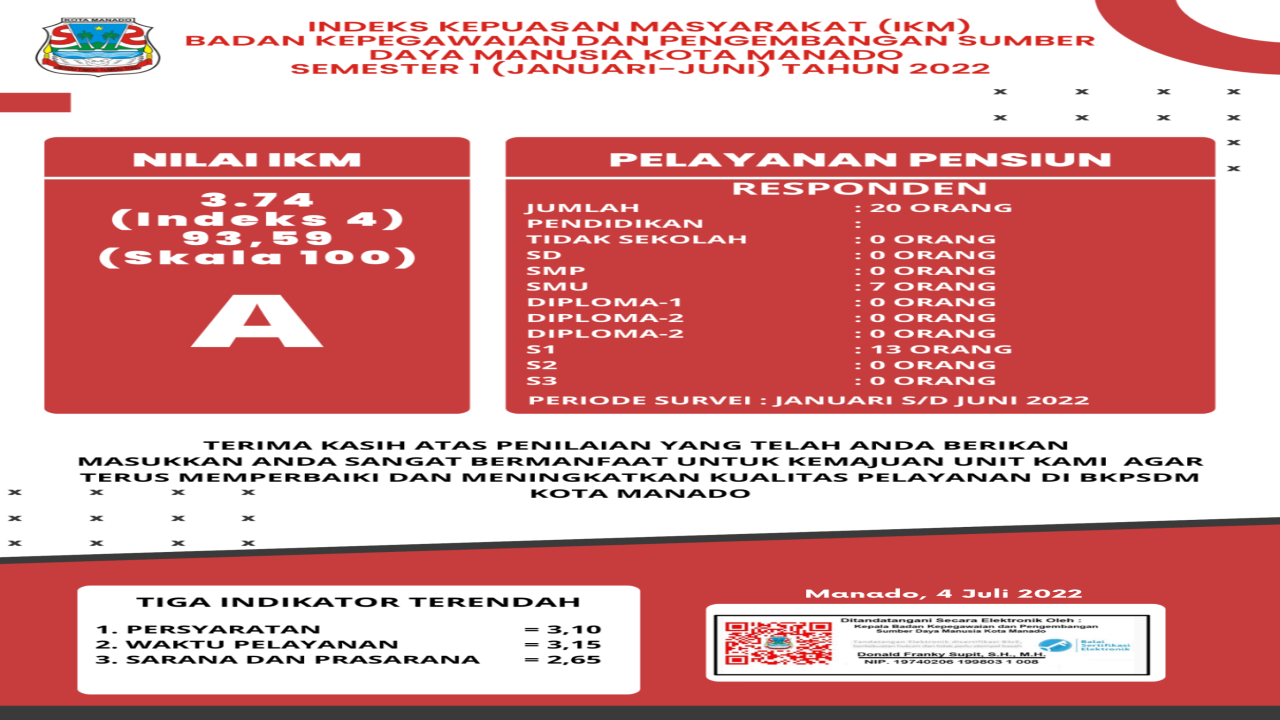 KOTA MANADO
INDEKS KEPUASAN MASYARAKAT (IKM)
BADAN KEPEGAWAIAN DAN PENGEMBANGAN SUMBER
DAYA MANUSIA KOTA MANADO
SEMESTER 1 (JANUARI-JUNI) TAHUN 2022
NILAI IKM
3.74
(Indeks 4)
93,59
(Skala 100)
A
PELAYANAN PENSIUN
RESPONDEN
JUMLAH : 20 ORANG
PENDIDIKAN :
TIDAK SEKOLAH : 0 ORANG
SD : 0 ORANG
SMP : 0 ORANG
SMU : 7 ORANG
DIPLOMA-1 : 0 ORANG
DIPLOMA-2 : 0 ORANG
DIPLOMA-2 : 0 ORANG
S1 : 13 ORANG
S2 : 0 ORANG
S3 : 0 ORANG
PERIODE SURVEI : JANUARI S/D JUNI 2022
TERIMA KASIH ATAS PENILAIAN YANG TELAH ANDA BERIKAN
MASUKKAN ANDA SANGAT BERMANFAAT UNTUK KEMAJUAN UNIT KAMI AGAR
TERUS MEMPERBAIKI DAN MENINGKATKAN KUALITAS PELAYANAN DI BKPSDM
KOTA MANADO
TIGA INDIKATOR TERENDAH
1. PERSYARATAN = 3,10
2. WAKTU PELAYANAN = 3,15
3. SARANA DAN PRASARANA = 2,65
Manado, 4 Juli 2022
Ditandatangani Secara Elektronik Oleh :
Kepala Badan Kepegawaian dan Pengembangan
Sumber Daya Manusia Kota Manado
Balai
Sertifikasi
Elektronik
Donald Franky Supit, S.H., M.H.
NIP. 19740206 199803 1 008